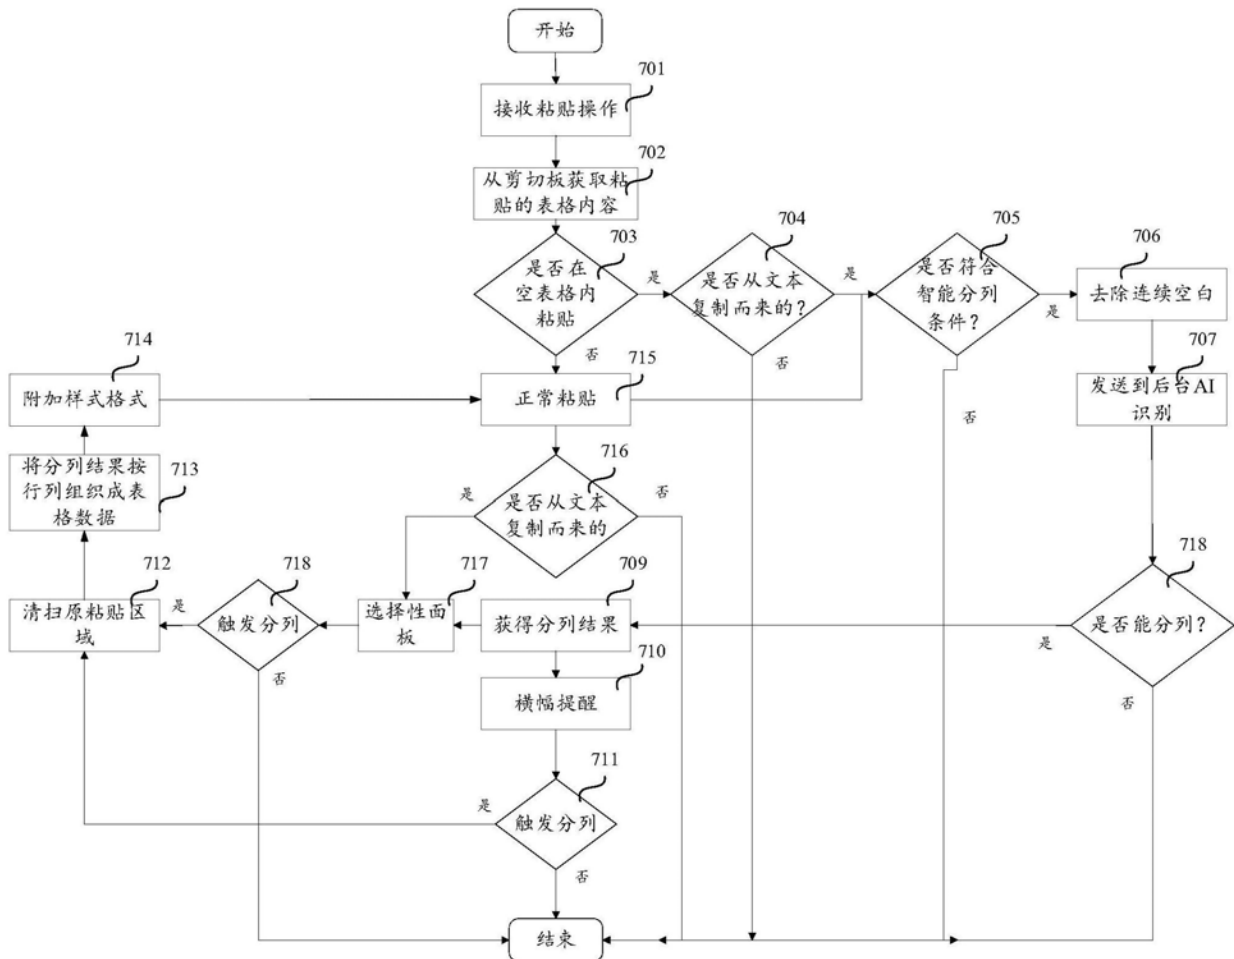 开始
701
接收粘贴操作
702
从剪切板获取粘
贴的表格内容
703
是否在
空表格内
粘贴
是
否
704
是否从文本
复制而来的？
是
否
705
是否符合
智能分列
条件？
是
否
706
去除连续空白
707
发送到后台AI
识别
714
附加样式格式
715
正常粘贴
713
将分列结果按
行列组织成表
格数据
716
是
是否从文本
复制而来的
否
712
清扫原粘贴区
域
是
718
触发分列
否
717
选择性面
板
709
获得分列结果
718
是否能分列？
是
否
710
横幅提醒
711
是
触发分列
否
结束